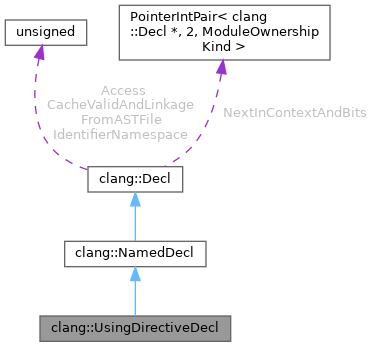 unsigned
PointerIntPair< clang
::Decl *, 2, ModuleOwnership
Kind >
Access
CacheValidAndLinkage
FromASTFile
IdentifierNamespace
NextInContextAndBits
clang::Decl
clang::NamedDecl
clang::UsingDirectiveDecl